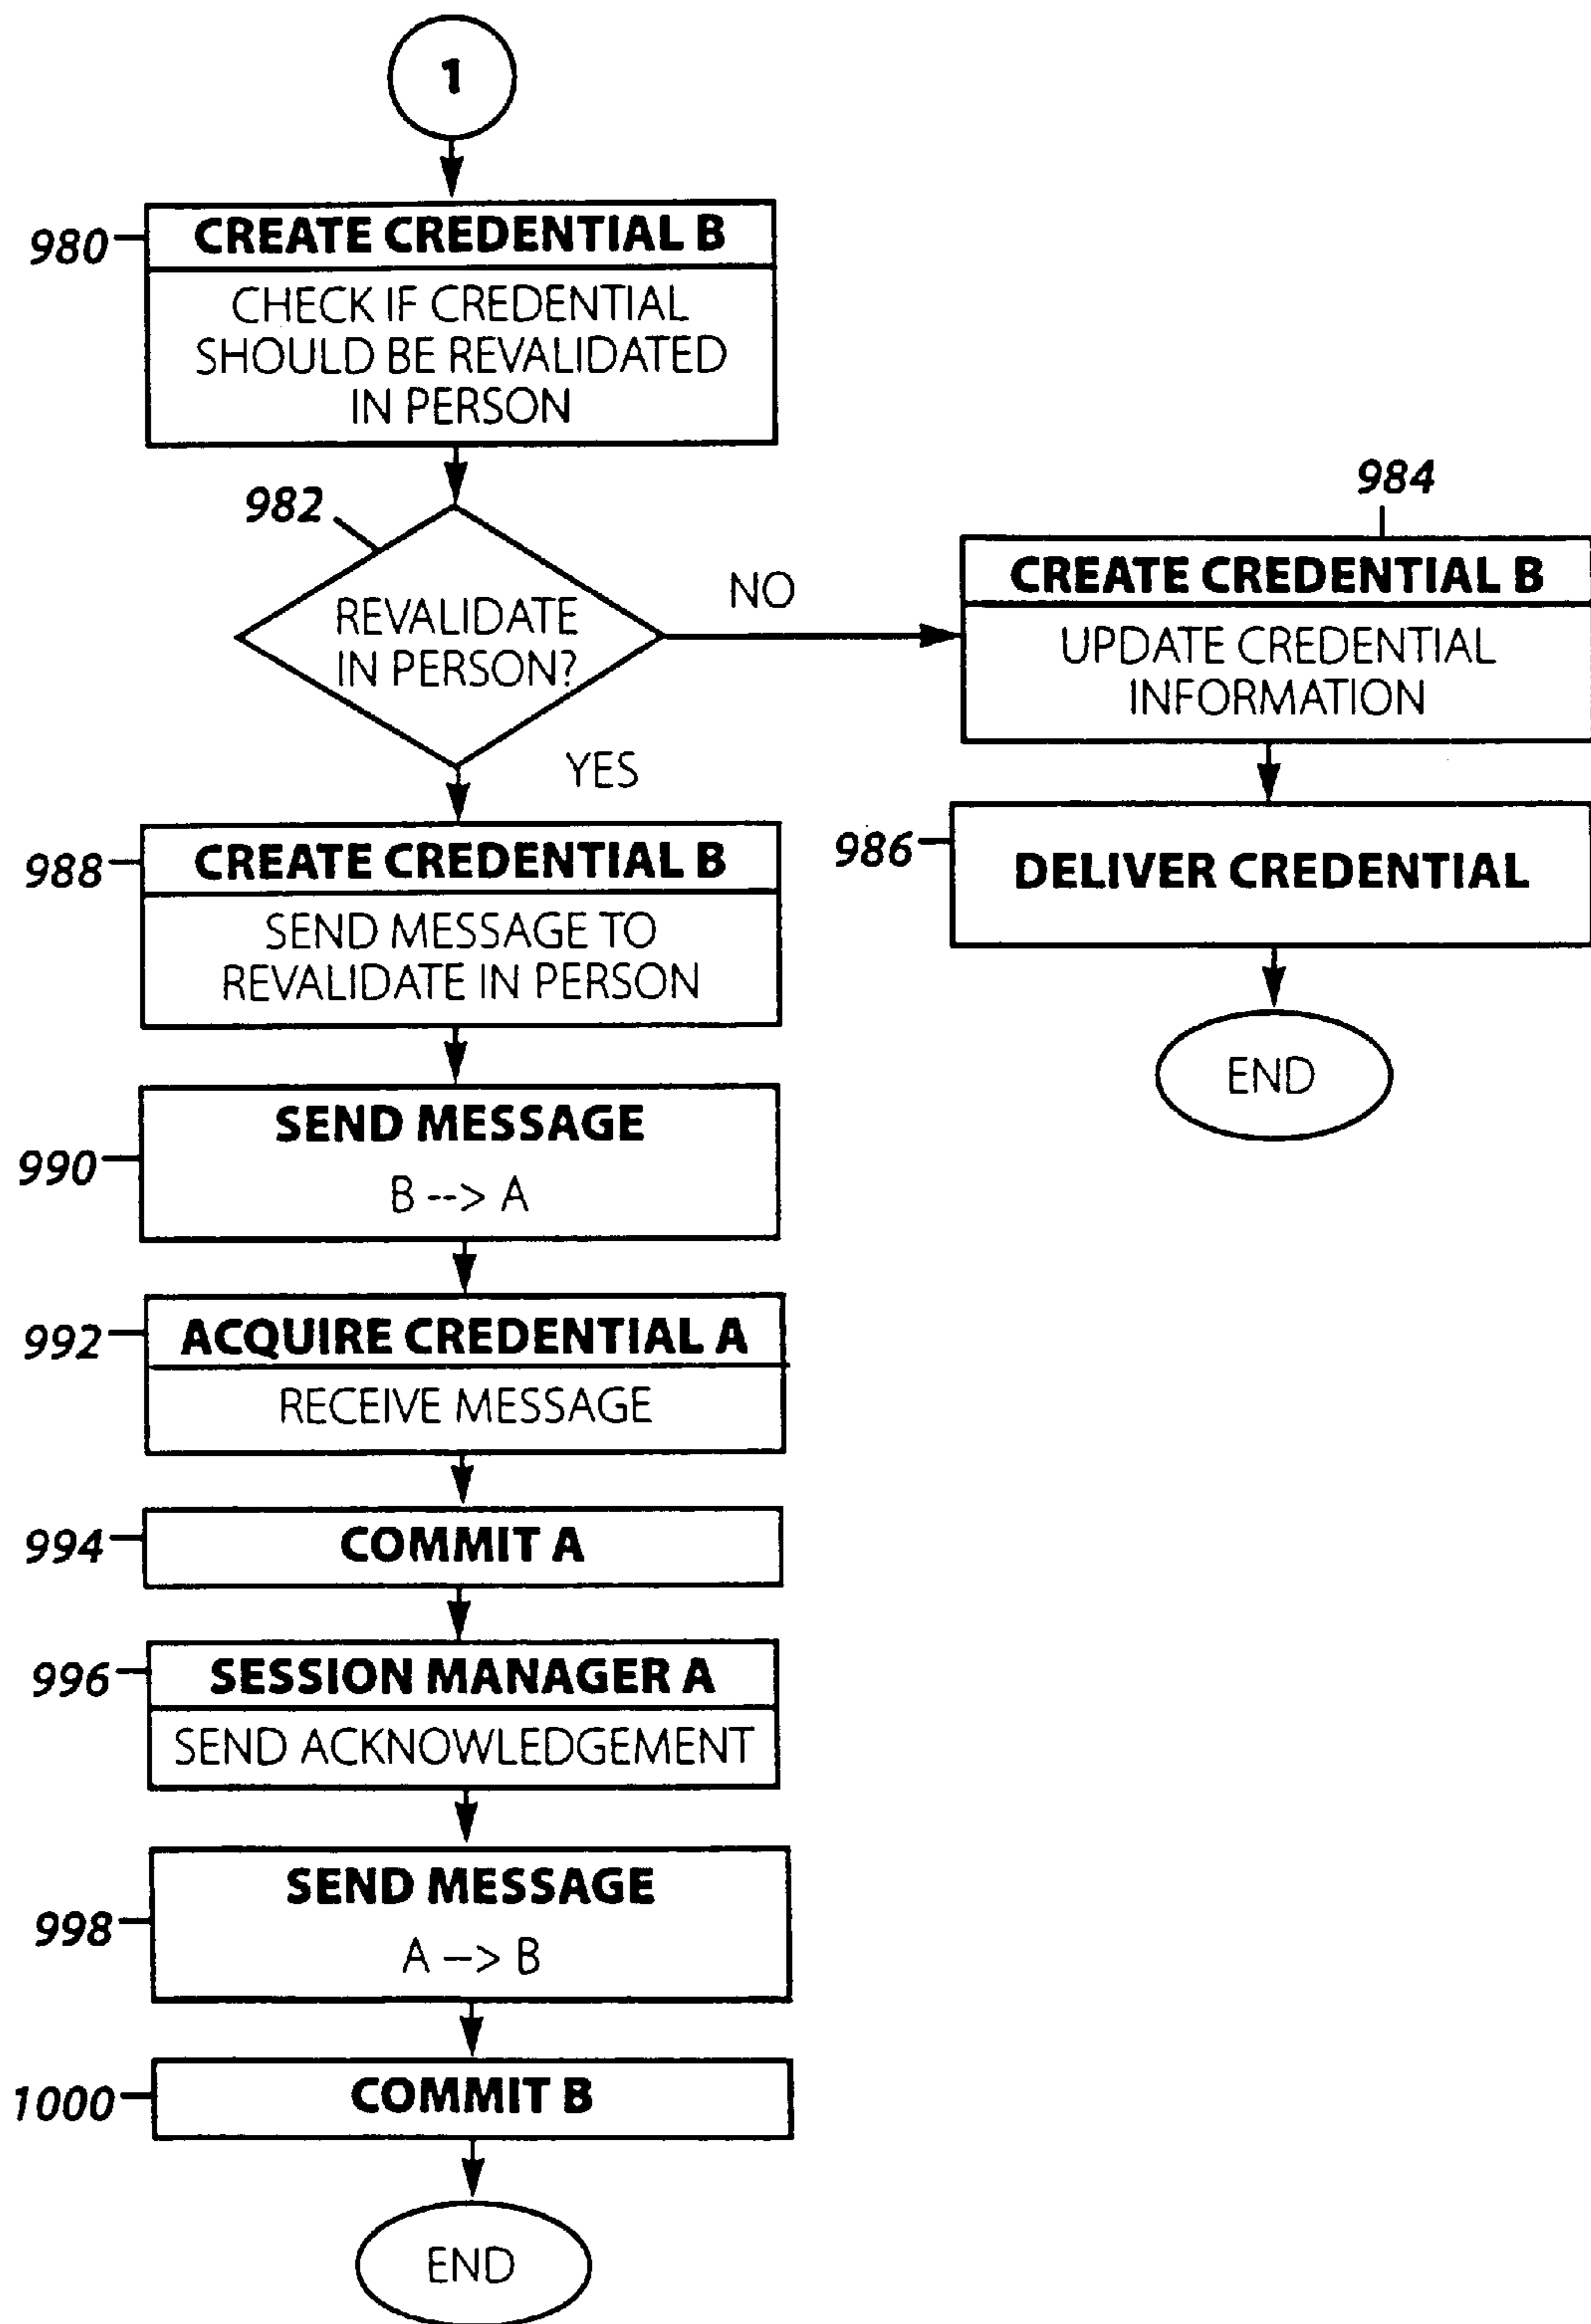 1
980
CREATE CREDENTIAL B
CHECK IF CREDENTIAL
SHOULD BE REVALIDATED
IN PERSON
982
REVALIDATE
IN PERSON?
NO
984
CREATE CREDENTIAL B
UPDATE CREDENTIAL
INFORMATION
986
DELIVER CREDENTIAL
END
YES
988
CREATE CREDENTIAL B
SEND MESSAGE TO
REVALIDATE IN PERSON
990
SEND MESSAGE
B --> A
992
ACQUIRE CREDENTIAL A
RECEIVE MESSAGE
994
COMMIT A
996
SESSION MANAGER A
SEND ACKNOWLEDGEMENT
998
SEND MESSAGE
A --> B
1000
COMMIT B
END